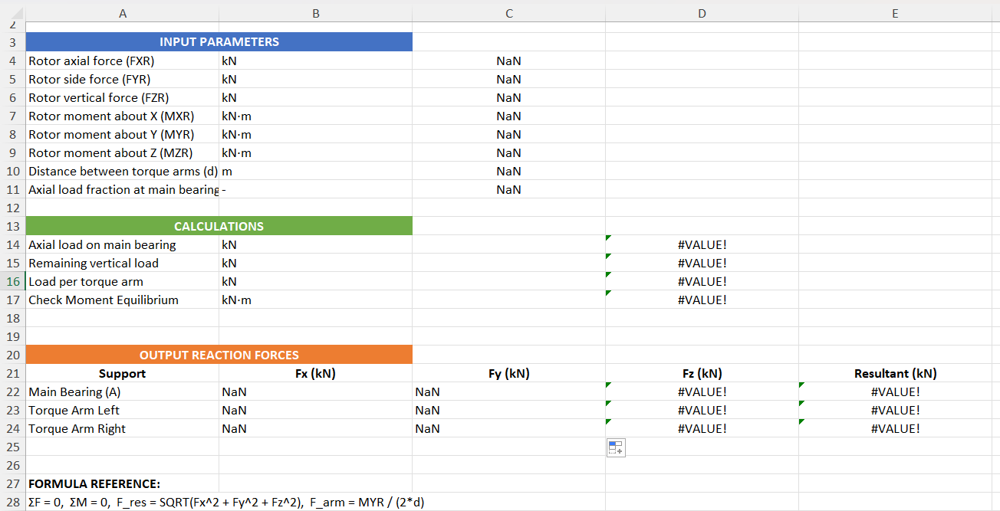 A B C D E
2
3 INPUT PARAMETERS
4 Rotor axial force (FXR) kN NaN
5 Rotor side force (FYR) kN NaN
6 Rotor vertical force (FZR) kN NaN
7 Rotor moment about X (MXR) kN·m NaN
8 Rotor moment about Y (MYR) kN·m NaN
9 Rotor moment about Z (MZR) kN·m NaN
10 Distance between torque arms (d) m NaN
11 Axial load fraction at main bearing - NaN
12
13 CALCULATIONS
14 Axial load on main bearing kN #VALUE!
15 Remaining vertical load kN #VALUE!
16 Load per torque arm kN #VALUE!
17 Check Moment Equilibrium kN·m #VALUE!
18
19
20 OUTPUT REACTION FORCES
21 Support Fx (kN) Fy (kN) Fz (kN) Resultant (kN)
22 Main Bearing (A) NaN NaN #VALUE! #VALUE!
23 Torque Arm Left NaN NaN #VALUE! #VALUE!
24 Torque Arm Right NaN NaN #VALUE! #VALUE!
25
26
27 FORMULA REFERENCE:
28 ΣF = 0, ΣM = 0, F_res = SQRT(Fx^2 + Fy^2 + Fz^2), F_arm = MYR / (2*d)